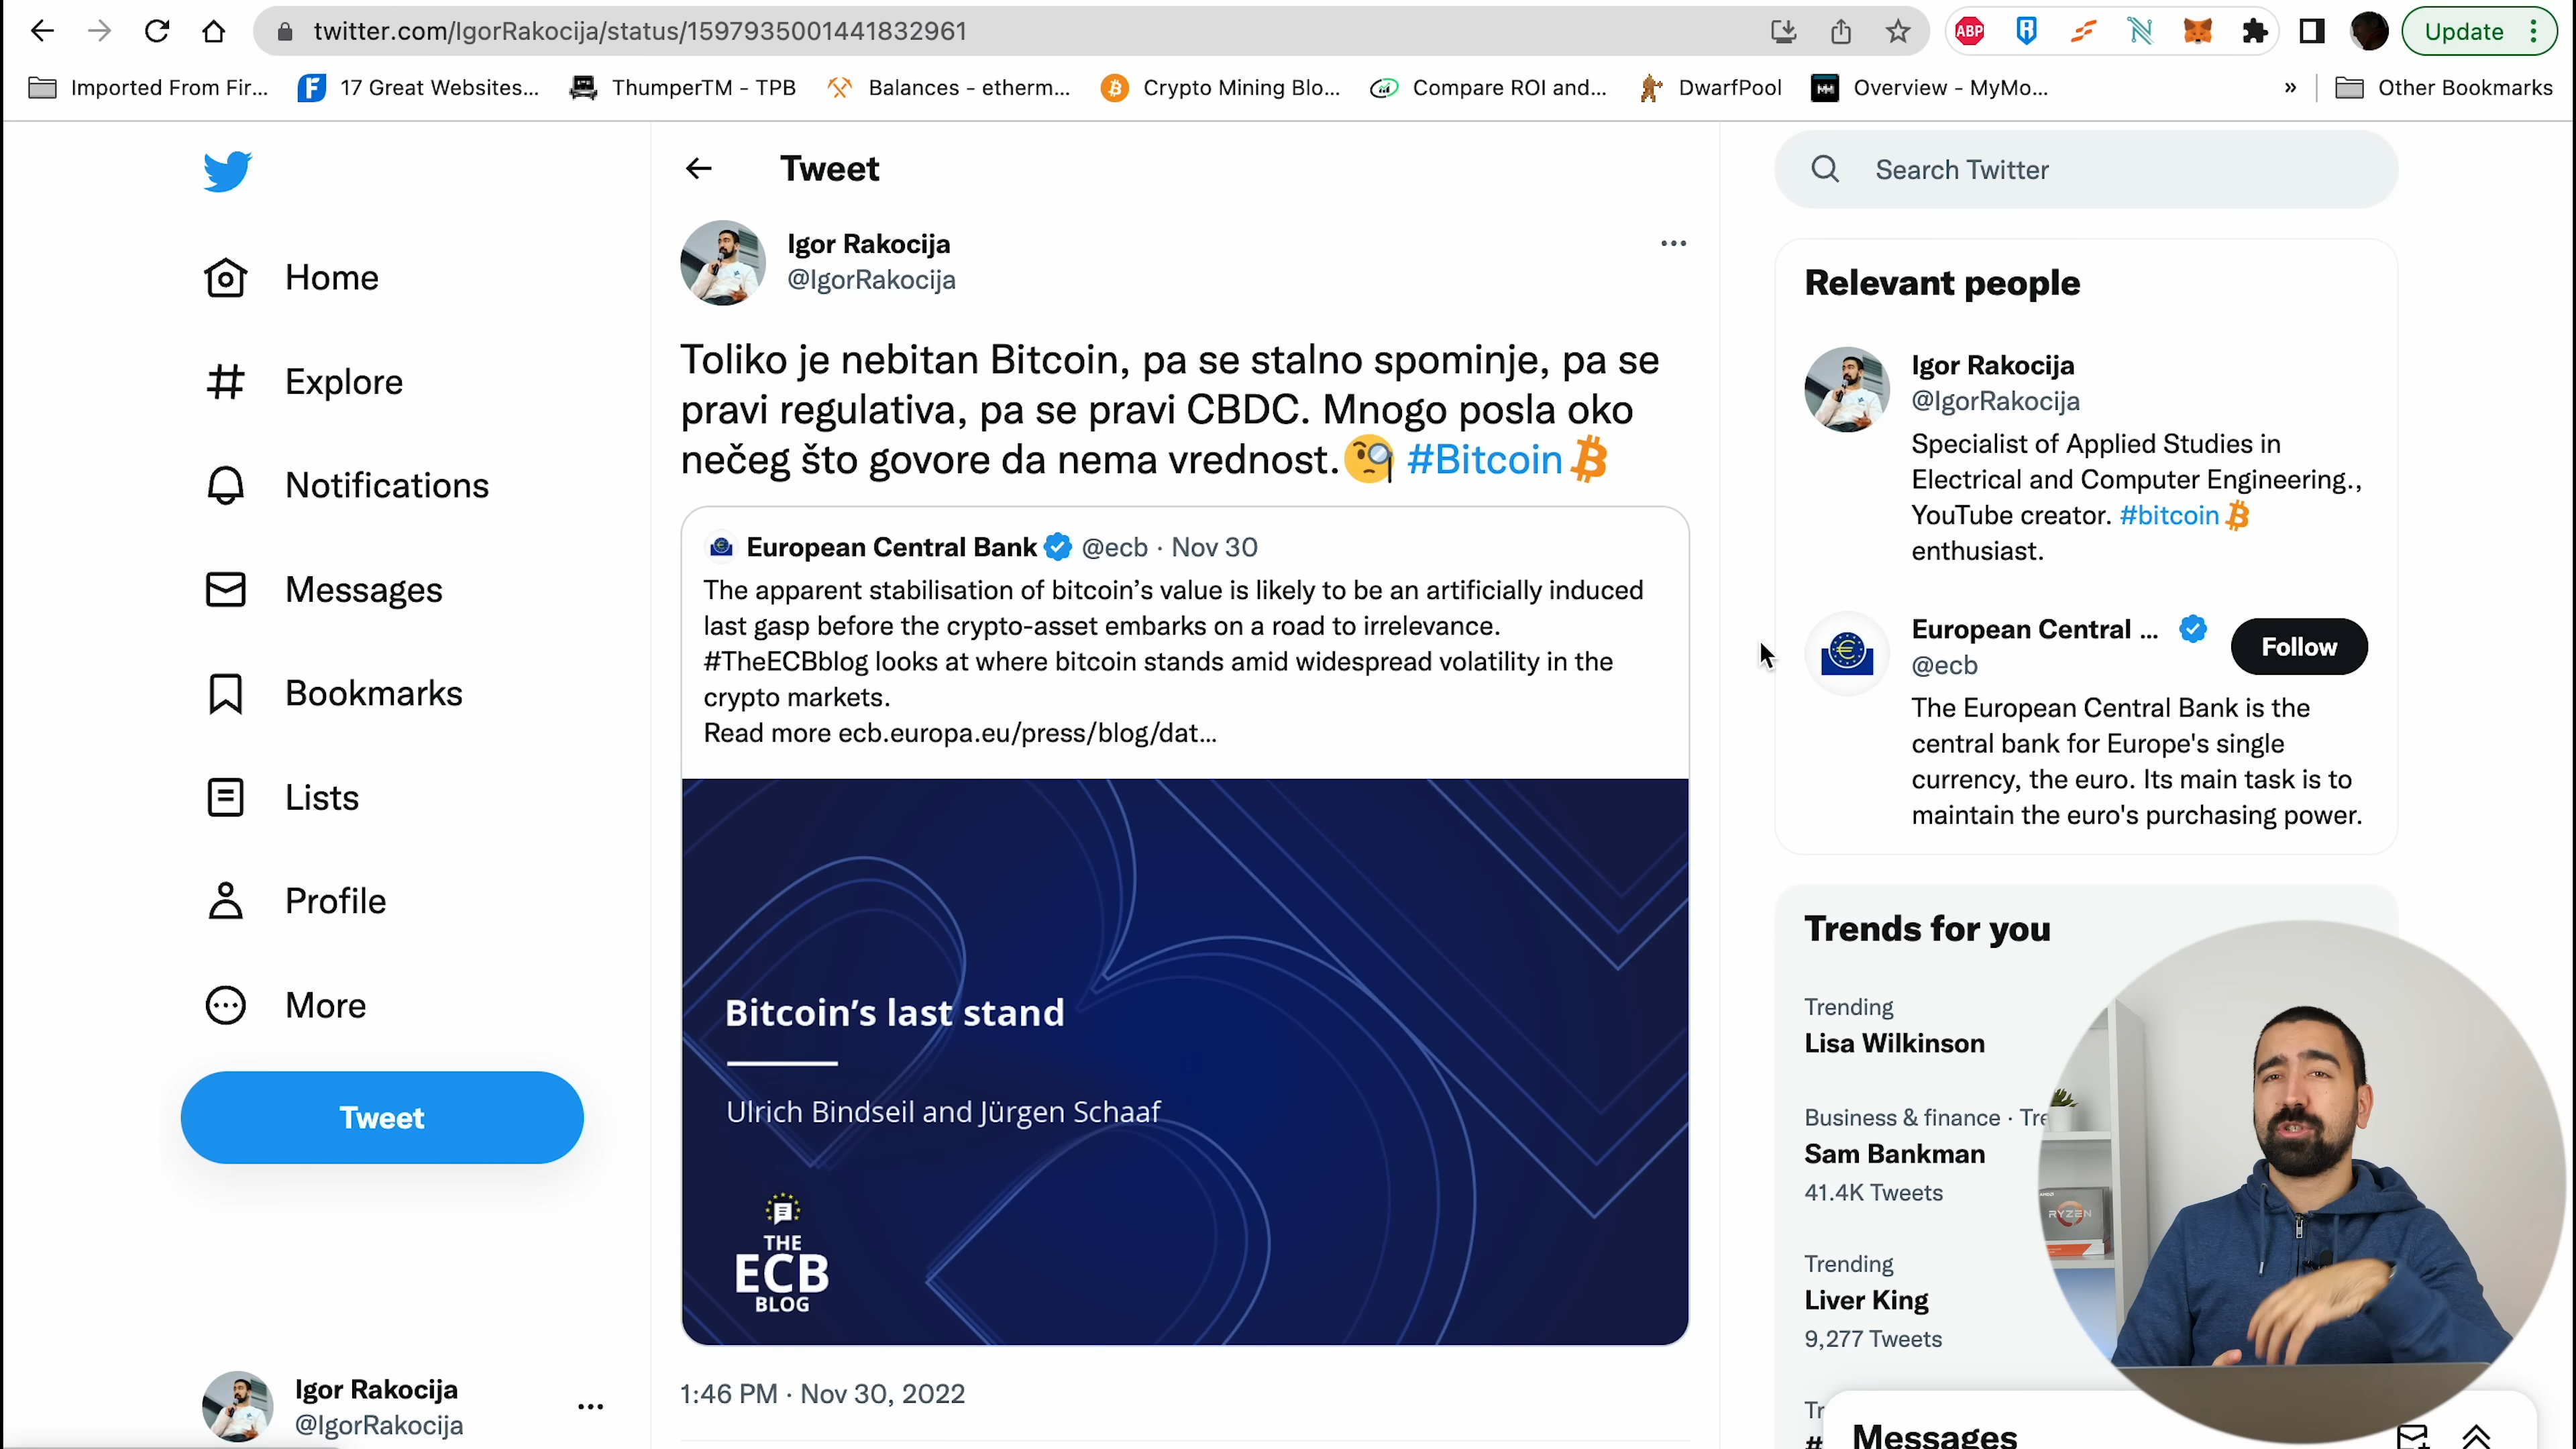 twitter.com/IgorRakocija/status/1597935001441832961
ABP
Update
Imported From Fir...
17 Great Websites...
ThumperTM - TPB
Balances - etherm...
Crypto Mining Blo...
Compare ROI and...
DwarfPool
Overview - MyMo...
»
Other Bookmarks
Home
Explore
Notifications
Messages
Bookmarks
Lists
Profile
More
Tweet
Igor Rakocija
@IgorRakocija
Tweet
Igor Rakocija
@IgorRakocija
Toliko je nebitan Bitcoin, pa se stalno spominje, pa se
pravi regulativa, pa se pravi CBDC. Mnogo posla oko
nečeg što govore da nema vrednost.🧐 #Bitcoin
European Central Bank @ecb · Nov 30
The apparent stabilisation of bitcoin’s value is likely to be an artificially induced
last gasp before the crypto-asset embarks on a road to irrelevance.
#TheECBblog looks at where bitcoin stands amid widespread volatility in the
crypto markets.
Read more ecb.europa.eu/press/blog/dat...
Bitcoin’s last stand
Ulrich Bindseil and Jürgen Schaaf
THE
ECB
BLOG
1:46 PM · Nov 30, 2022
Search Twitter
Relevant people
Igor Rakocija
@IgorRakocija
Specialist of Applied Studies in
Electrical and Computer Engineering.,
YouTube creator. #bitcoin
enthusiast.
European Central ...
@ecb
Follow
The European Central Bank is the
central bank for Europe's single
currency, the euro. Its main task is to
maintain the euro's purchasing power.
Trends for you
Trending
Lisa Wilkinson
Business & finance · Tre
Sam Bankman
41.4K Tweets
Trending
Liver King
9,277 Tweets
Tr
#
Messages
AMD
RYZEN